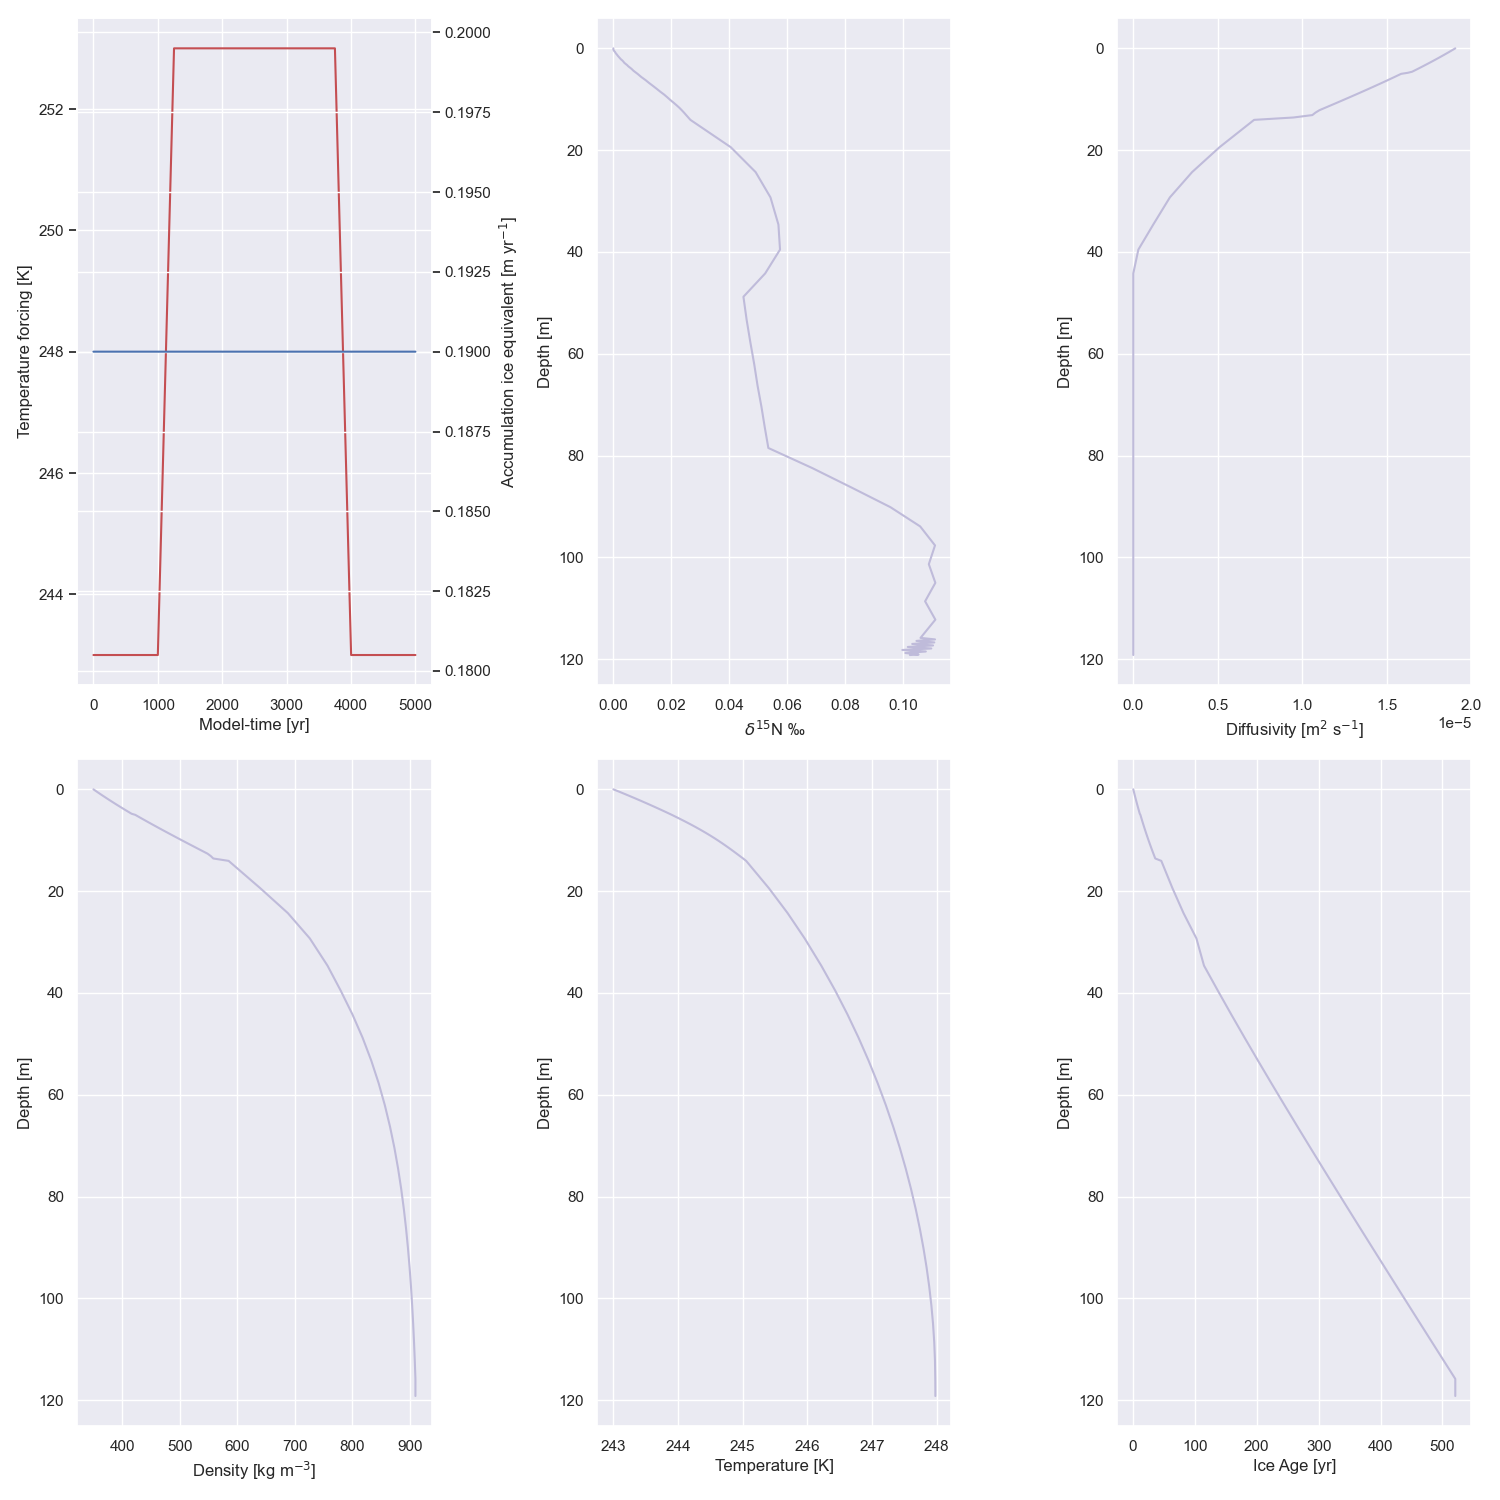 Temperature forcing [K]
252
250
248
246
244
0 1000 2000 3000 4000 5000
Model-time [yr]
0.2000
0.1975
0.1950
0.1925
0.1900
0.1875
0.1850
0.1825
0.1800
Accumulation ice equivalent [m yr⁻¹]
Depth [m]
0
20
40
60
80
100
120
0.00 0.02 0.04 0.06 0.08 0.10
δ¹⁵N ‰
Depth [m]
0
20
40
60
80
100
120
0.0 0.5 1.0 1.5 2.0
1e−5
Diffusivity [m² s⁻¹]
Depth [m]
0
20
40
60
80
100
120
400 500 600 700 800 900
Density [kg m⁻³]
Depth [m]
0
20
40
60
80
100
120
243 244 245 246 247 248
Temperature [K]
Depth [m]
0
20
40
60
80
100
120
0 100 200 300 400 500
Ice Age [yr]